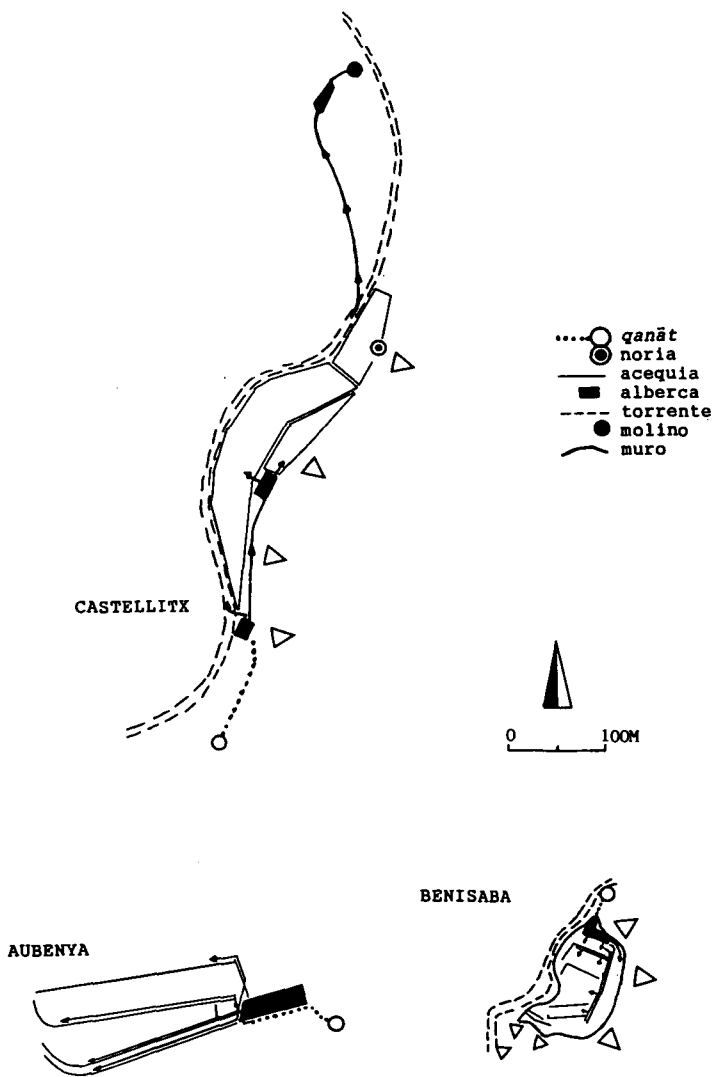 qanāt
noria
acequia
alberca
torrente
molino
muro
CASTELLITX
0 100M
BENISABA
AUBENYA